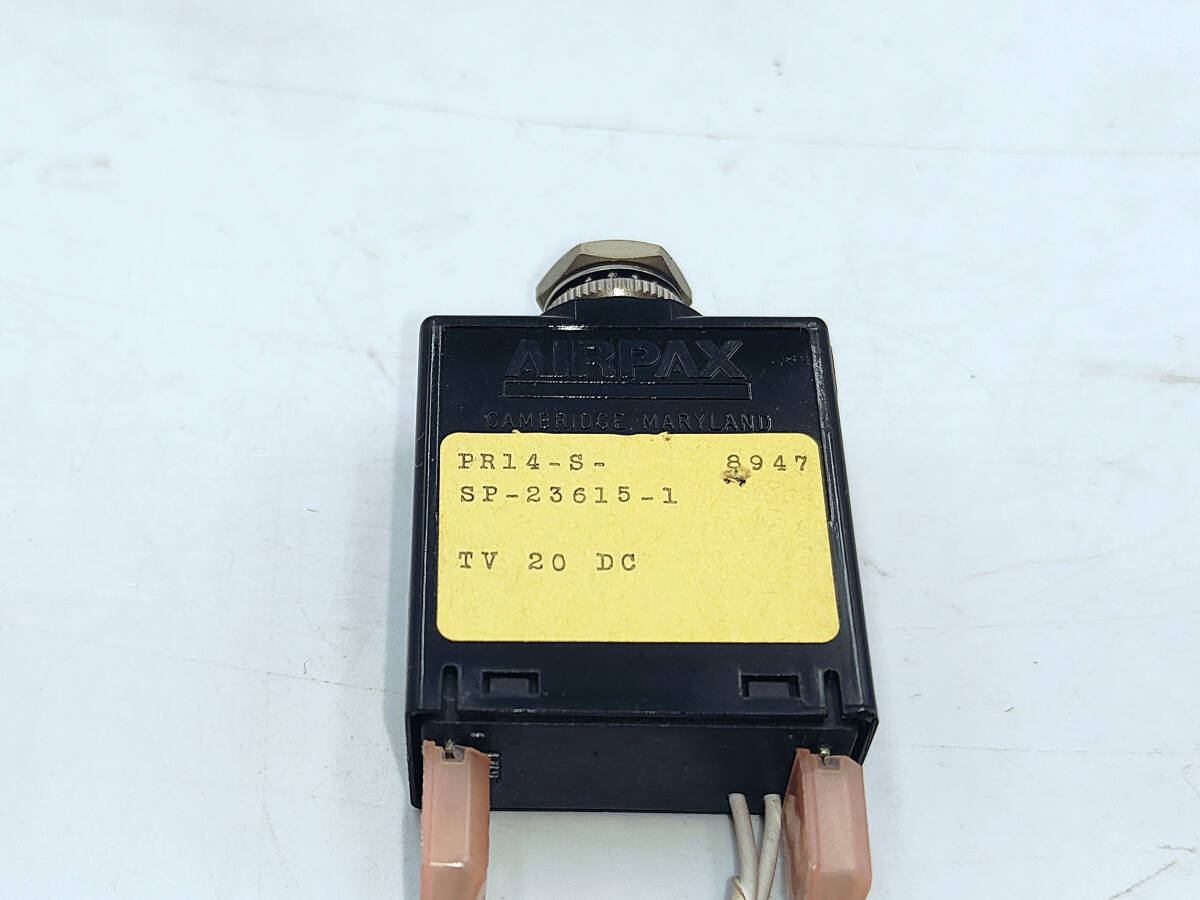 AIRPAX
CAMBRIDGE, MARYLAND
PR14-S- 8947
SP-23615-1
TV 20 DC